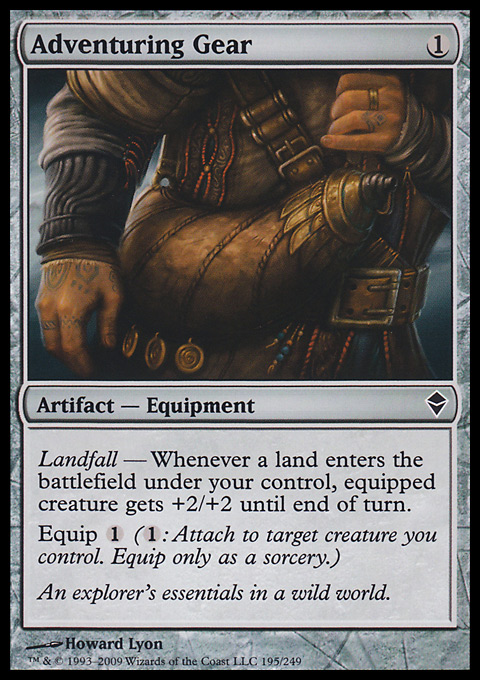 Adventuring Gear 1
Artifact — Equipment
Landfall — Whenever a land enters the
battlefield under your control, equipped
creature gets +2/+2 until end of turn.
Equip 1 (1: Attach to target creature you
control. Equip only as a sorcery.)
An explorer's essentials in a wild world.
Howard Lyon
™ & © 1993–2009 Wizards of the Coast LLC 195/249